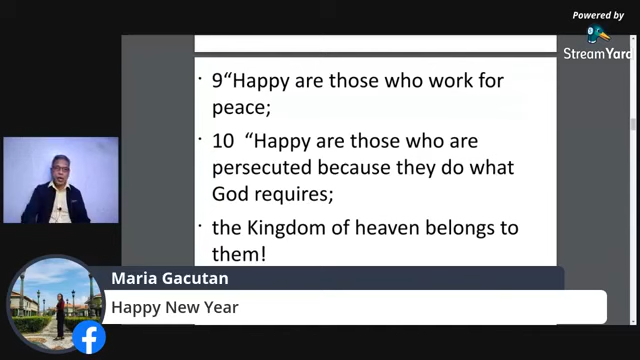 Powered by
StreamYard
· 9“Happy are those who work for
peace;
· 10 “Happy are those who are
persecuted because they do what
God requires;
· the Kingdom of heaven belongs to
them!
Maria Gacutan
Happy New Year